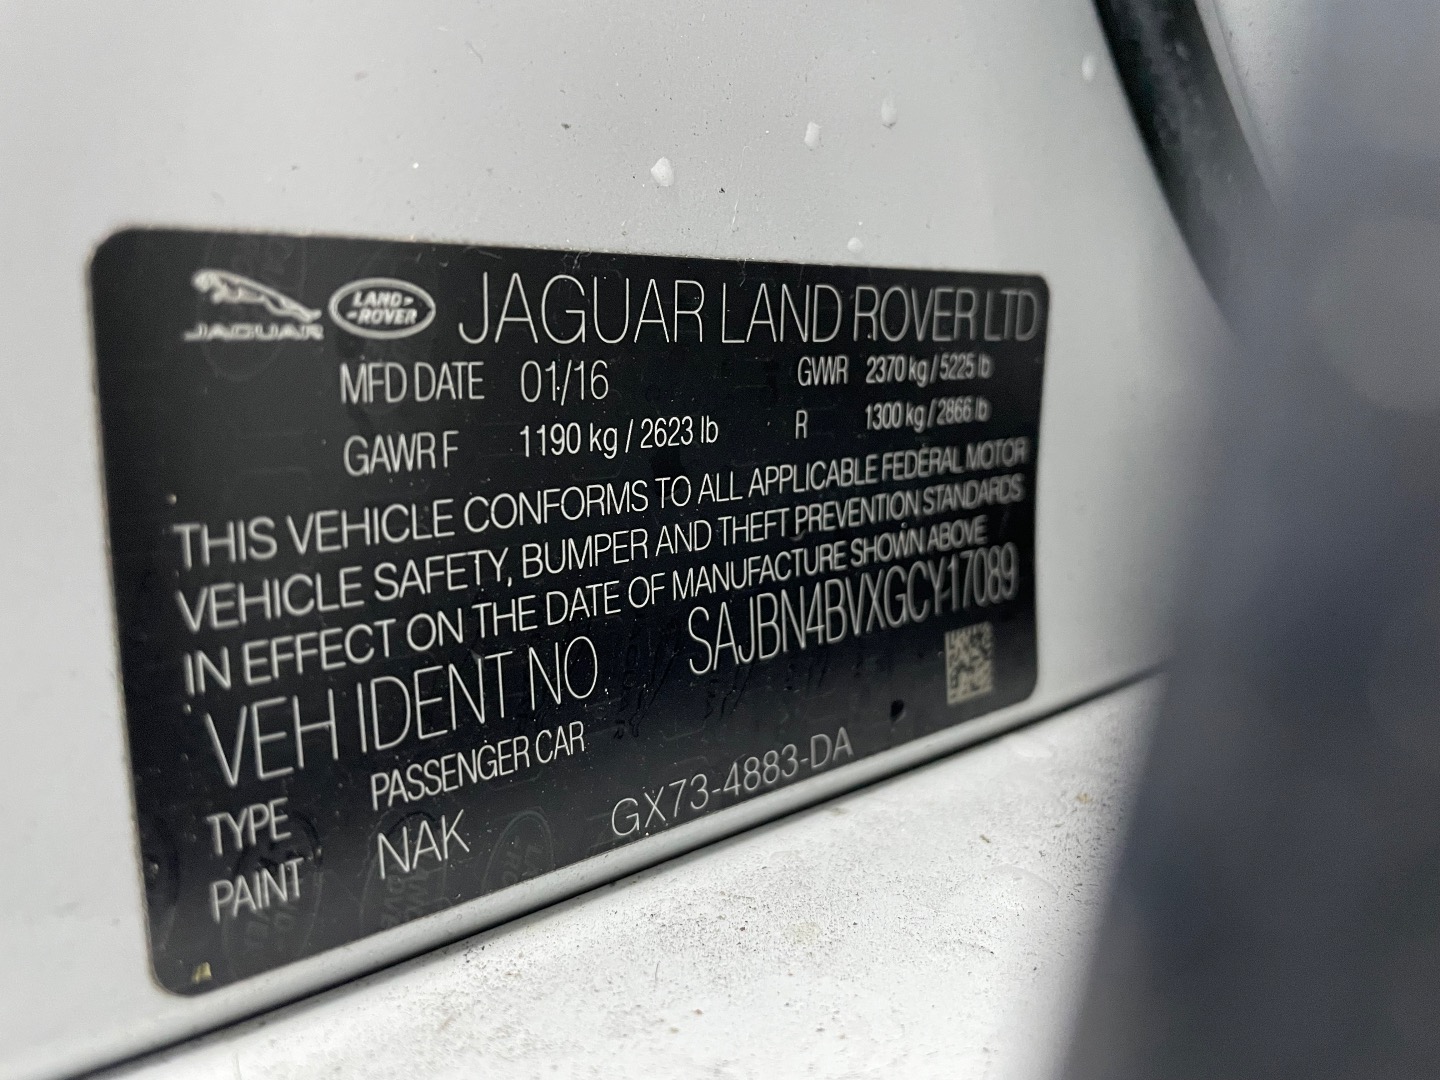 JAGUAR LAND-ROVER JAGUAR LAND ROVER LTD
MFD DATE 01/16 GVWR 2370 kg / 5225 lb
GAWR F 1190 kg / 2623 lb R 1300 kg / 2866 lb
THIS VEHICLE CONFORMS TO ALL APPLICABLE FEDERAL MOTOR
VEHICLE SAFETY, BUMPER AND THEFT PREVENTION STANDARDS
IN EFFECT ON THE DATE OF MANUFACTURE SHOWN ABOVE
VEH IDENT NO SAJBN4BVXGCY17089
TYPE PASSENGER CAR
PAINT NAK GX73-4883-DA